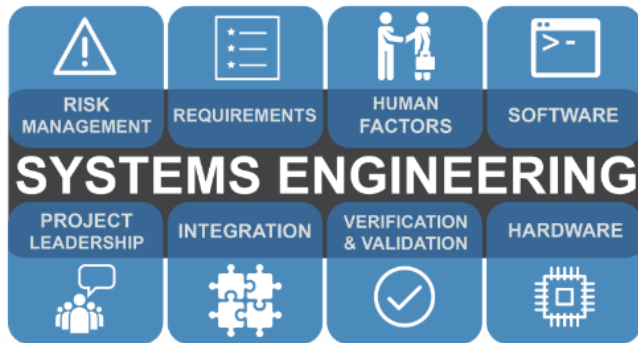 RISK
MANAGEMENT
REQUIREMENTS
HUMAN
FACTORS
SOFTWARE
SYSTEMS ENGINEERING
PROJECT
LEADERSHIP
INTEGRATION
VERIFICATION
& VALIDATION
HARDWARE